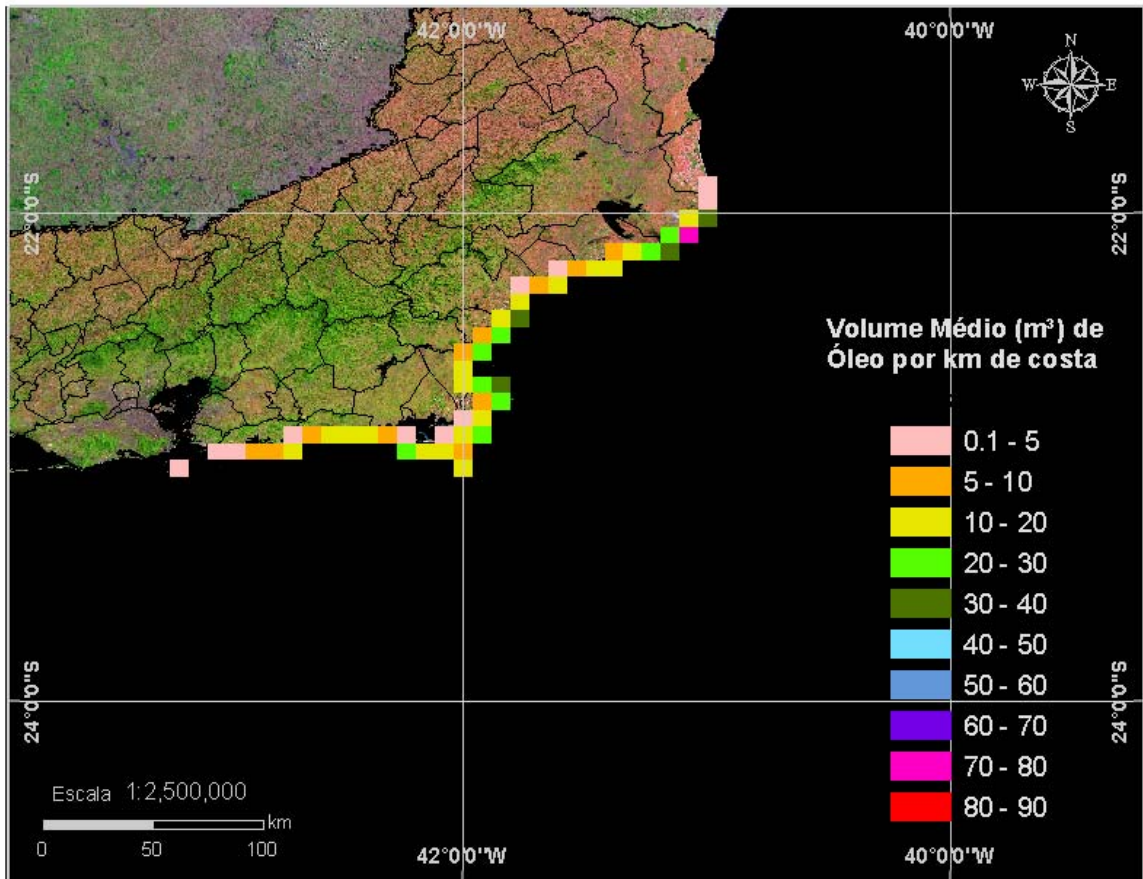 42°0'0"W
40°0'0"W
N
W
E
S
22°0'0"S
22°0'0"S
Volume Médio (m³) de
Óleo por km de costa
0.1 - 5
5 - 10
10 - 20
20 - 30
30 - 40
40 - 50
50 - 60
60 - 70
70 - 80
80 - 90
24°0'0"S
24°0'0"S
Escala 1:2,500,000
km
0 50 100
42°0'0"W
40°0'0"W